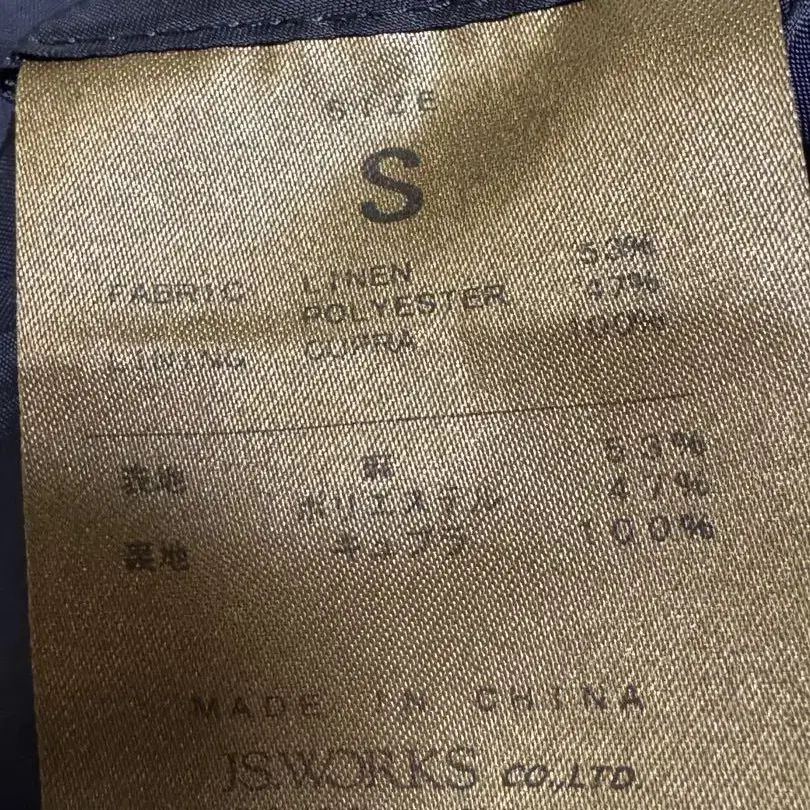 SIZE
S
FABRIC LINEN 53%
POLYESTER 47%
LINING CUPRA 100%
表地 麻 53%
ポリエステル 47%
裏地 キュプラ 100%
MADE IN CHINA
J.S.WORKS CO.,LTD.